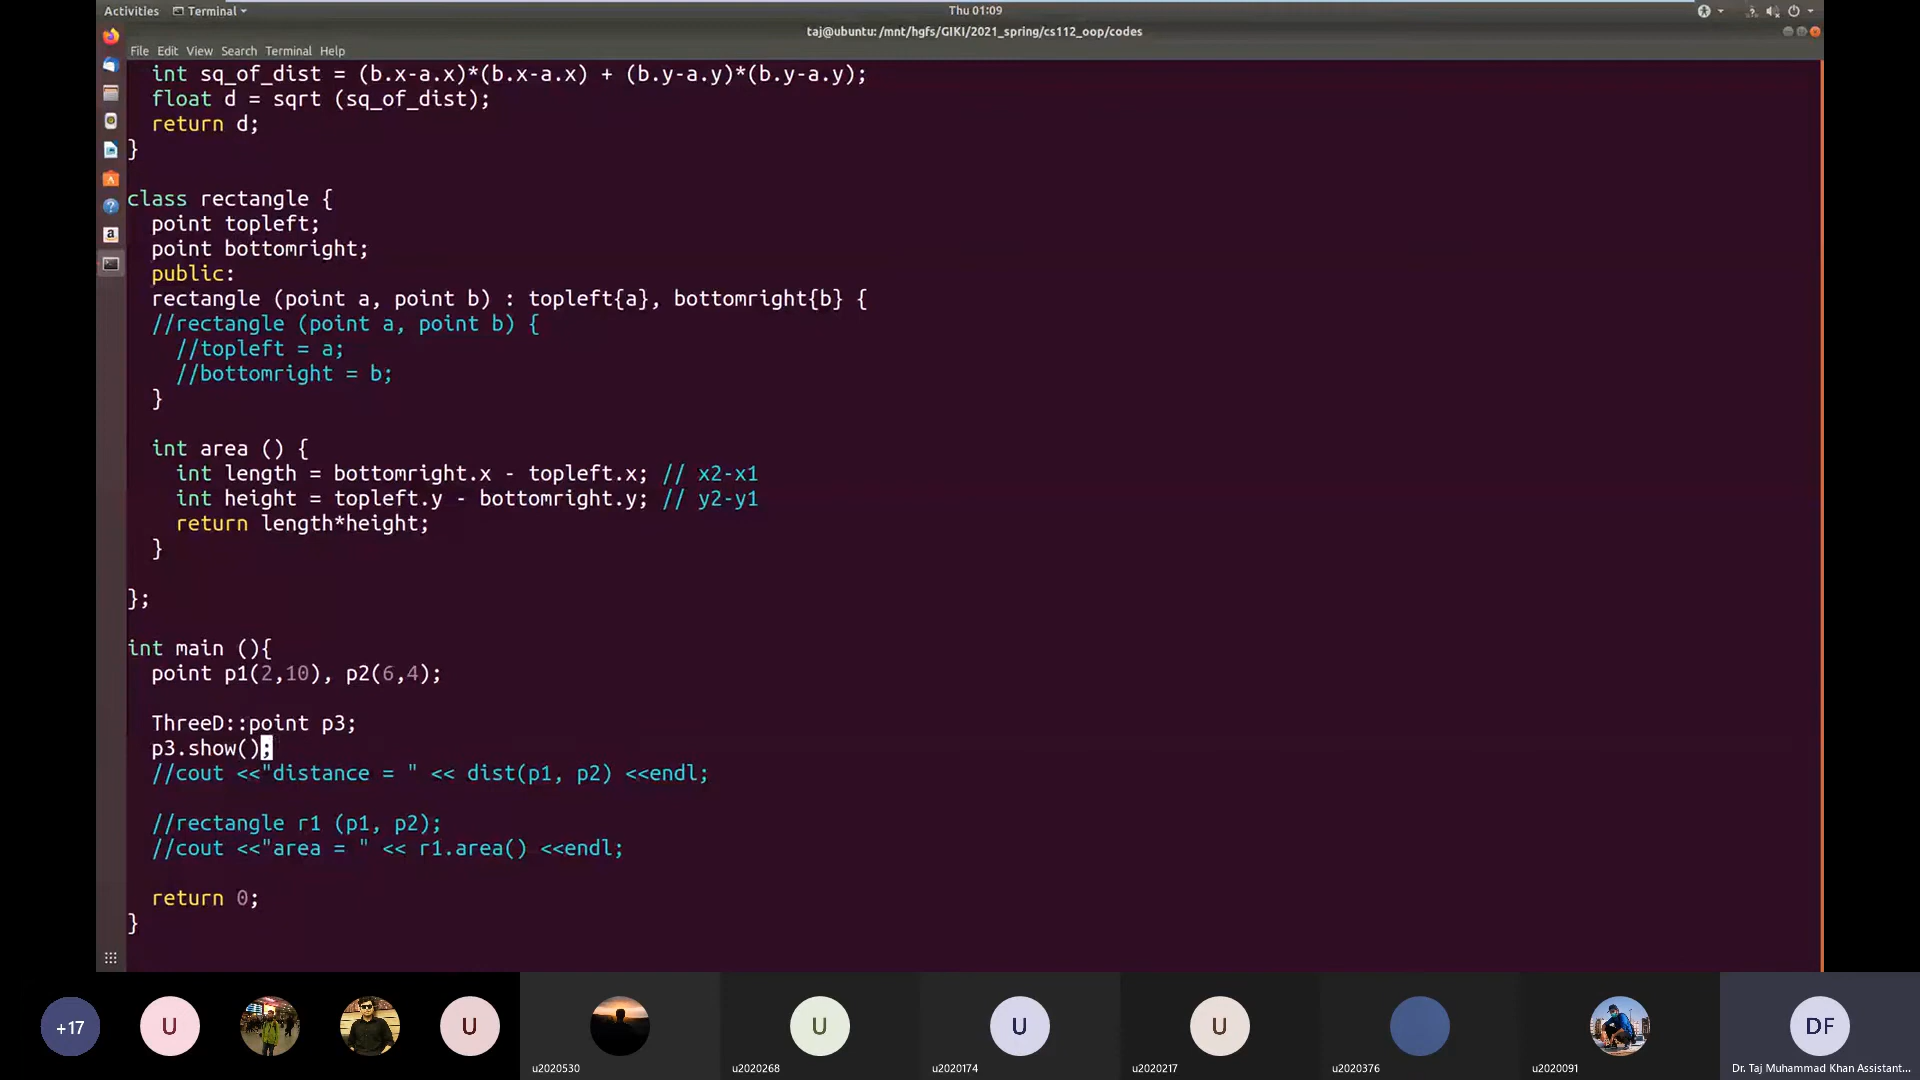 Activities Terminal Thu 01:09
taj@ubuntu: /mnt/hgfs/GIKI/2021_spring/cs112_oop/codes
File Edit View Search Terminal Help
int sq_of_dist = (b.x-a.x)*(b.x-a.x) + (b.y-a.y)*(b.y-a.y);
float d = sqrt (sq_of_dist);
return d;
}
class rectangle {
point topleft;
point bottomright;
public:
rectangle (point a, point b) : topleft{a}, bottomright{b} {
//rectangle (point a, point b) {
//topleft = a;
//bottomright = b;
}
int area () {
int length = bottomright.x - topleft.x; // x2-x1
int height = topleft.y - bottomright.y; // y2-y1
return length*height;
}
};
int main (){
point p1(2,10), p2(6,4);
ThreeD::point p3;
p3.show();
//cout <<"distance = " << dist(p1, p2) <<endl;
//rectangle r1 (p1, p2);
//cout <<"area = " << r1.area() <<endl;
return 0;
}
+17 U U U U U DF
u2020530 u2020268 u2020174 u2020217 u2020376 u2020091 Dr. Taj Muhammad Khan Assistant...